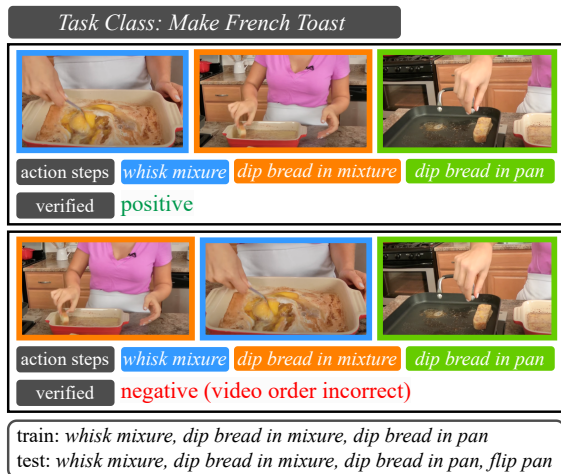 Task Class: Make French Toast
action steps whisk mixure dip bread in mixture dip bread in pan
verified positive
action steps whisk mixure dip bread in mixture dip bread in pan
verified negative (video order incorrect)
train: whisk mixure, dip bread in mixure, dip bread in pan
test: whisk mixure, dip bread in mixure, dip bread in pan, flip pan